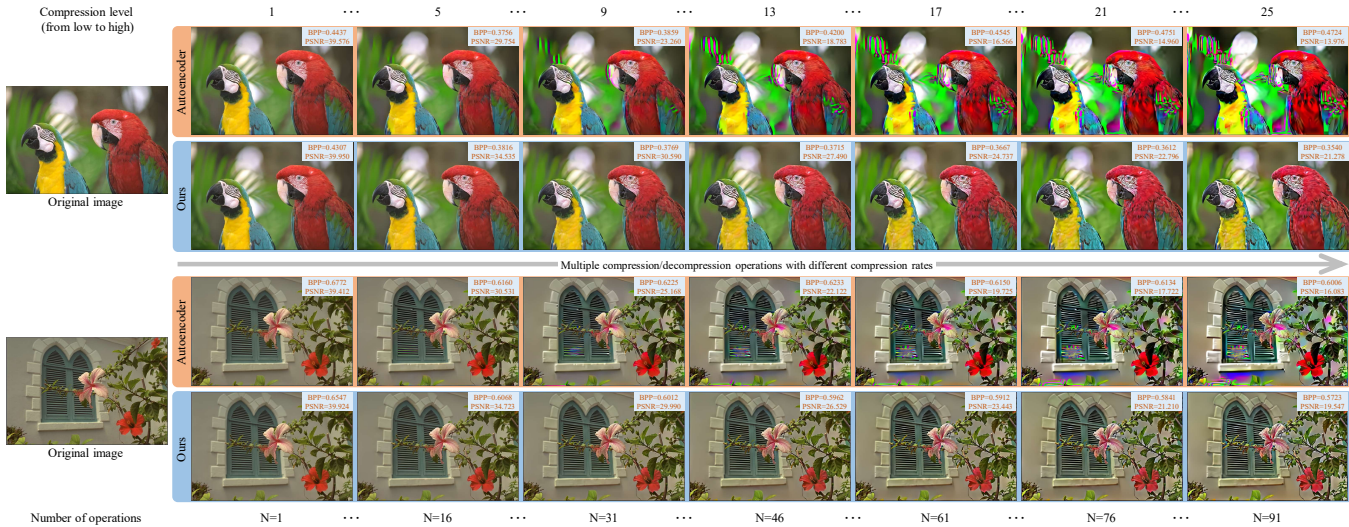 Compression level
(from low to high)
1 ··· 5 ··· 9 ··· 13 ··· 17 ··· 21 ··· 25
Autoencoder
BPP=0.4437
PSNR=39.576
BPP=0.3756
PSNR=29.754
BPP=0.3859
PSNR=23.260
BPP=0.4200
PSNR=18.783
BPP=0.4545
PSNR=16.566
BPP=0.4751
PSNR=14.960
BPP=0.4724
PSNR=13.976
Ours
BPP=0.4307
PSNR=39.950
BPP=0.3816
PSNR=34.535
BPP=0.3769
PSNR=30.590
BPP=0.3715
PSNR=27.490
BPP=0.3667
PSNR=24.737
BPP=0.3612
PSNR=22.796
BPP=0.3540
PSNR=21.278
Original image
Multiple compression/decompression operations with different compression rates
Autoencoder
BPP=0.6772
PSNR=39.412
BPP=0.6160
PSNR=30.531
BPP=0.6225
PSNR=25.168
BPP=0.6233
PSNR=22.122
BPP=0.6150
PSNR=19.725
BPP=0.6134
PSNR=17.722
BPP=0.6006
PSNR=16.083
Ours
BPP=0.6547
PSNR=39.924
BPP=0.6068
PSNR=34.723
BPP=0.6012
PSNR=29.990
BPP=0.5962
PSNR=26.529
BPP=0.5912
PSNR=23.443
BPP=0.5841
PSNR=21.210
BPP=0.5723
PSNR=19.547
Original image
Number of operations
N=1 ··· N=16 ··· N=31 ··· N=46 ··· N=61 ··· N=76 ··· N=91